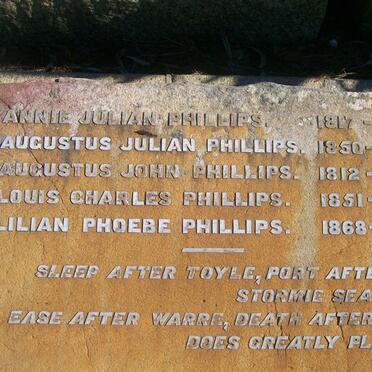 ANNIE JULIAN PHILLIPS. 1817-
AUGUSTUS JULIAN PHILLIPS. 1850-
AUGUSTUS JOHN PHILLIPS. 1812-
LOUIS CHARLES PHILLIPS. 1851-
LILIAN PHOEBE PHILLIPS. 1868-
SLEEP AFTER TOYLE, PORT AFTE
STORMIE SEA
EASE AFTER WARRE, DEATH AFTER
DOES GREATLY PL